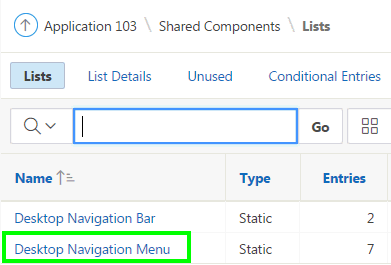 Application 103 \ Shared Components \ Lists
Lists List Details Unused Conditional Entries
Go
Name Type Entries
Desktop Navigation Bar Static 2
Desktop Navigation Menu Static 7